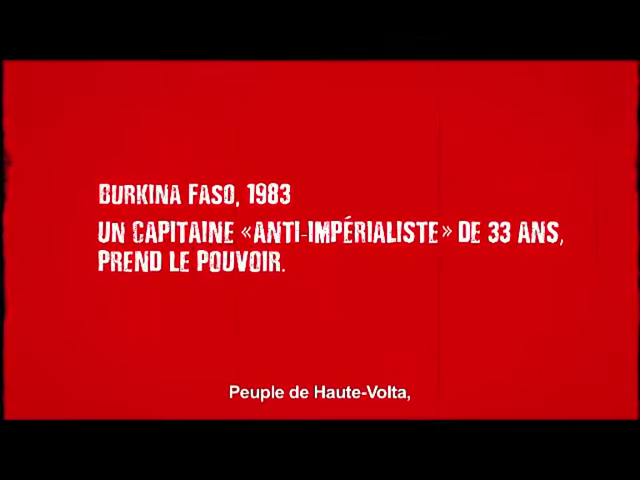 BURKINA FASO, 1983
UN CAPITAINE «ANTI-IMPÉRIALISTE» DE 33 ANS,
PREND LE POUVOIR.
Peuple de Haute-Volta,